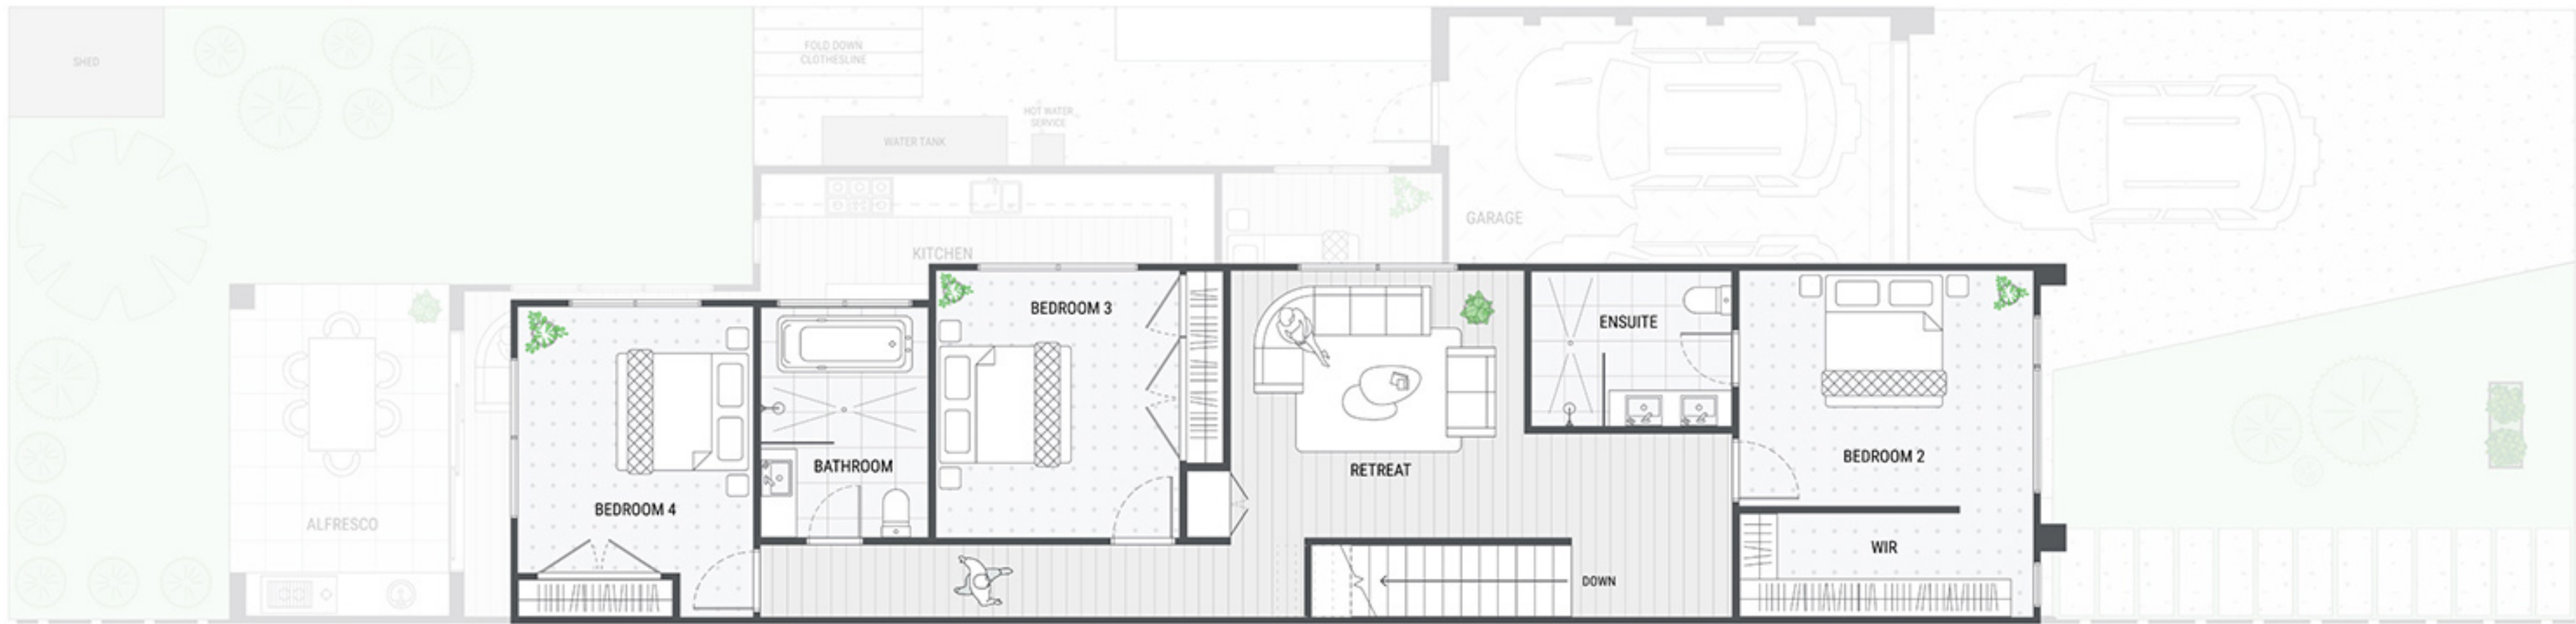 SHED
FOLD DOWN
CLOTHESLINE
HOT WATER
SERVICE
WATER TANK
GARAGE
KITCHEN
BEDROOM 3
ENSUITE
BEDROOM 2
BATHROOM
RETREAT
BEDROOM 4
ALFRESCO
WIR
DOWN